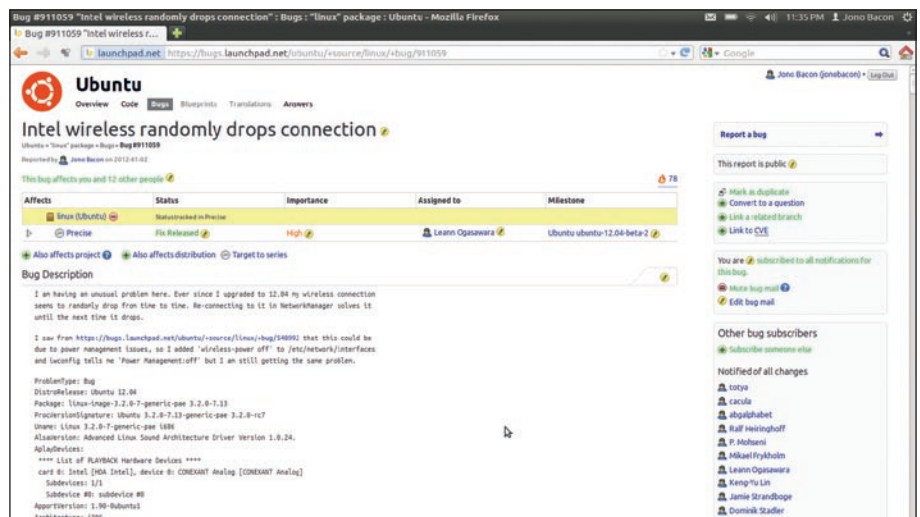 Bug #911059 "Intel wireless randomly drops connection" : Bugs : "linux" package : Ubuntu - Mozilla Firefox
11:35 PM Jono Bacon
Bug #911059 "Intel wireless r...
launchpad.net https://bugs.launchpad.net/ubuntu/+source/linux/+bug/911059
Google
Jono Bacon (jonobacon) • Log Out
Ubuntu
Overview Code Bugs Blueprints Translations Answers
Intel wireless randomly drops connection
Ubuntu » "linux" package » Bugs » Bug #911059
Reported by Jono Bacon on 2012-01-02
This bug affects you and 12 other people
78
Affects Status Importance Assigned to Milestone
linux (Ubuntu) Status tracked in Precise
Precise Fix Released High Leann Ogasawara Ubuntu ubuntu-12.04-beta-2
Also affects project Also affects distribution Target to series
Bug Description
I am having an unusual problem here. Ever since I upgraded to 12.04 my wireless connection
seems to randomly drop from time to time. Re-connecting to it in NetworkManager solves it
until the next time it drops.
I saw from https://bugs.launchpad.net/ubuntu/+source/linux/+bug/ that this could be
due to power management issues, so I added 'wireless-power off' to /etc/network/interfaces
and iwconfig tells me 'Power Management:off' but I am still getting the same problem.
ProblemType: Bug
DistroRelease: Ubuntu 12.04
Package: linux-image-3.2.0-7-generic-pae 3.2.0-7.13
ProcVersionSignature: Ubuntu 3.2.0-7.13-generic-pae 3.2.0-rc7
Uname: Linux 3.2.0-7-generic-pae i686
AlsaVersion: Advanced Linux Sound Architecture Driver Version 1.0.24.
AplayDevices:
**** List of PLAYBACK Hardware Devices ****
card 0: Intel [HDA Intel], device 0: CONEXANT Analog [CONEXANT Analog]
Subdevices: 1/1
Subdevice #0: subdevice #0
ApportVersion: 1.90-0ubuntu1
Architecture: i386
Report a bug
This report is public
Mark as duplicate
Convert to a question
Link a related branch
Link to CVE
You are subscribed to all notifications for
this bug.
Mute bug mail
Edit bug mail
Other bug subscribers
Subscribe someone else
Notified of all changes
totya
cacula
abgalphabet
Ralf Heiringhoff
P. Mohseni
Mikael Frykholm
Leann Ogasawara
Keng-Yu Lin
Jamie Strandboge
Dominik Stadler